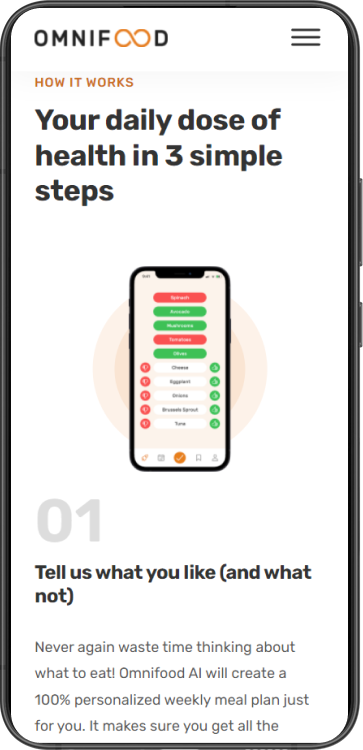 OMNIFOOD
HOW IT WORKS
Your daily dose of
health in 3 simple
steps
9:41
Spinach
Avocado
Mushrooms
Tomatoes
Olives
Cheese
Eggplant
Onions
Brussels Sprout
Tuna
01
Tell us what you like (and what
not)
Never again waste time thinking about
what to eat! Omnifood AI will create a
100% personalized weekly meal plan just
for you. It makes sure you get all the